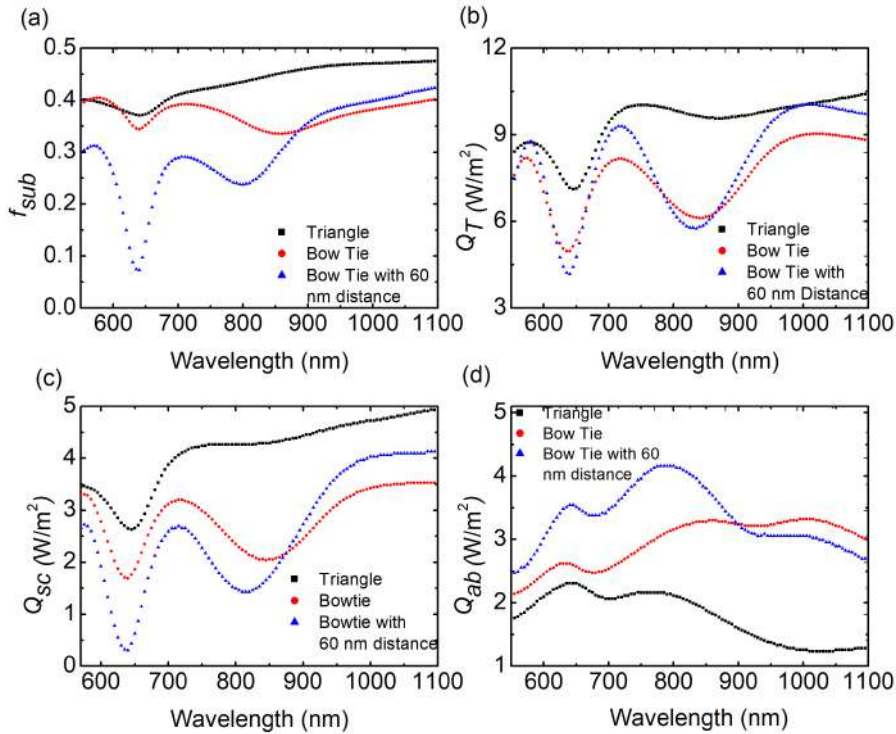 (a)
0.5
0.4
0.3
0.2
0.1
0.0
f_sub
Triangle
Bow Tie
Bow Tie with 60
nm distance
600 700 800 900 1000 1100
Wavelength (nm)
(b)
12
9
6
3
Q_T (W/m²)
Triangle
Bow Tie
Bow Tie with
60 nm Distance
600 700 800 900 1000 1100
Wavelength (nm)
(c)
5
4
3
2
1
0
Q_sc (W/m²)
Triangle
Bowtie
Bowtie with
60 nm distance
600 700 800 900 1000 1100
Wavelength (nm)
(d)
5
4
3
2
1
Q_ab (W/m²)
Triangle
Bow Tie
Bow Tie with 60
nm distance
600 700 800 900 1000 1100
Wavelength (nm)